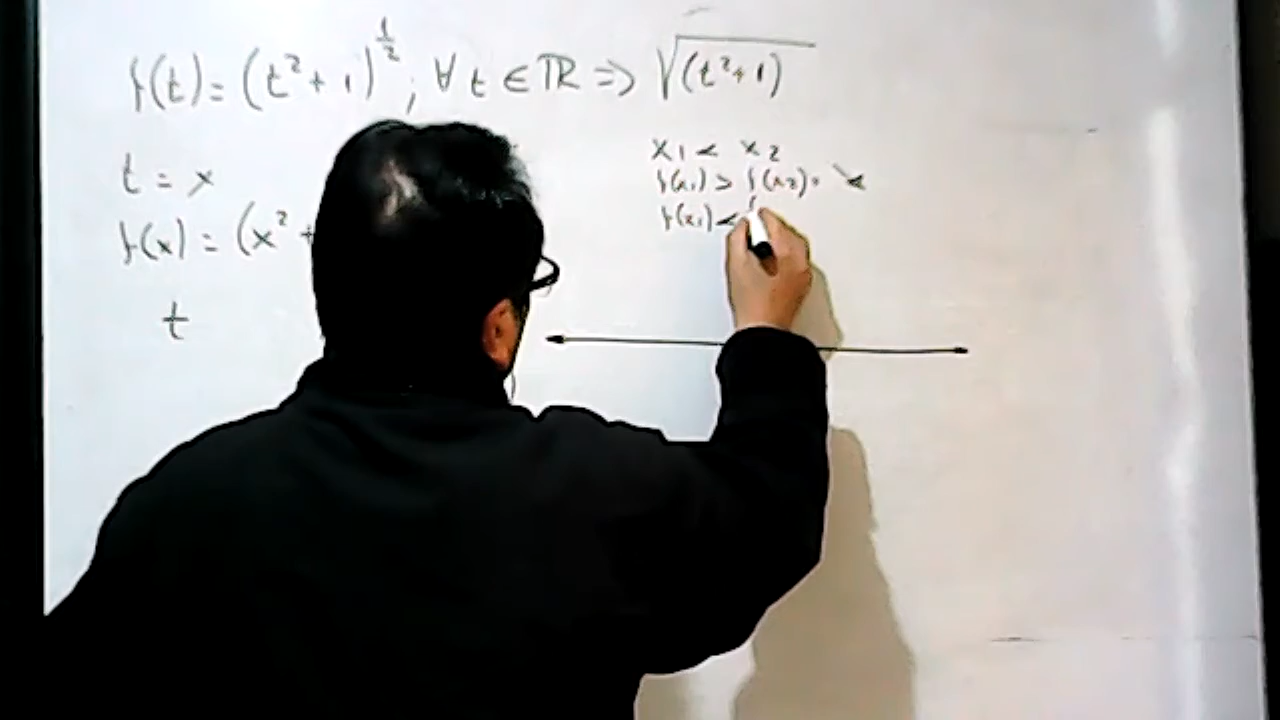 f(t) = (t² + 1)^½ ; ∀ t ∈ ℝ => √(t²+1)
t = x
f(x) = (x² +
t
x₁ < x₂
f(x₁) > f(x₂) = ↘
f(x₁) < f